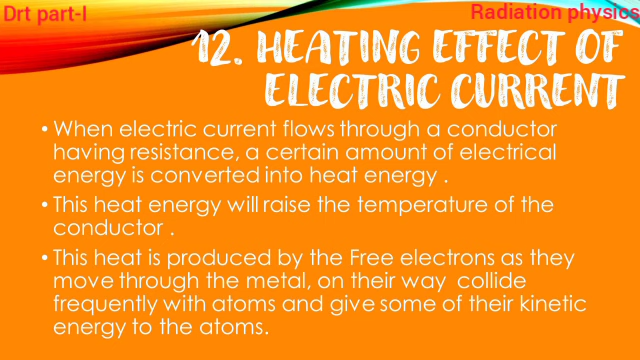 Drt part-I
Radiation physics
12. HEATING EFFECT OF
ELECTRIC CURRENT
• When electric current flows through a conductor
having resistance, a certain amount of electrical
energy is converted into heat energy .
• This heat energy will raise the temperature of the
conductor .
• This heat is produced by the Free electrons as they
move through the metal, on their way collide
frequently with atoms and give some of their kinetic
energy to the atoms.